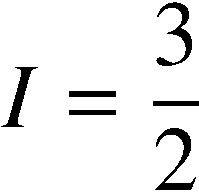 I = 3/2